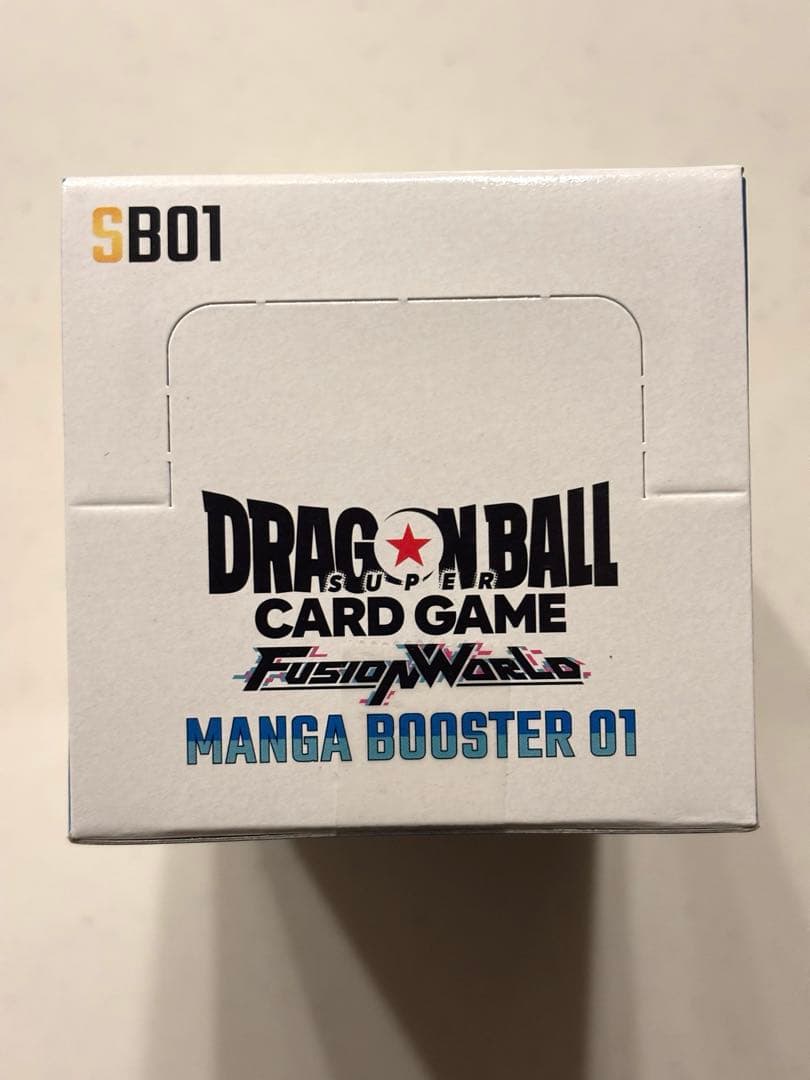 SB01
DRAGON BALL
SUPER
CARD GAME
FUSION WORLD
MANGA BOOSTER 01